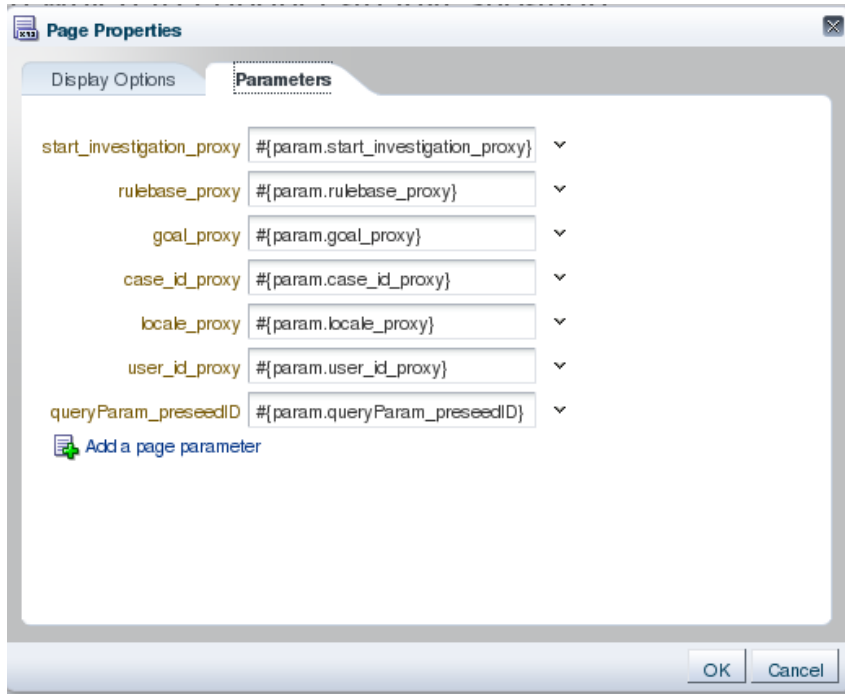 Page Properties
Display Options Parameters
start_investigation_proxy #{param.start_investigation_proxy}
rulebase_proxy #{param.rulebase_proxy}
goal_proxy #{param.goal_proxy}
case_id_proxy #{param.case_id_proxy}
locale_proxy #{param.locale_proxy}
user_id_proxy #{param.user_id_proxy}
queryParam_preseedID #{param.queryParam_preseedID}
Add a page parameter
OK Cancel